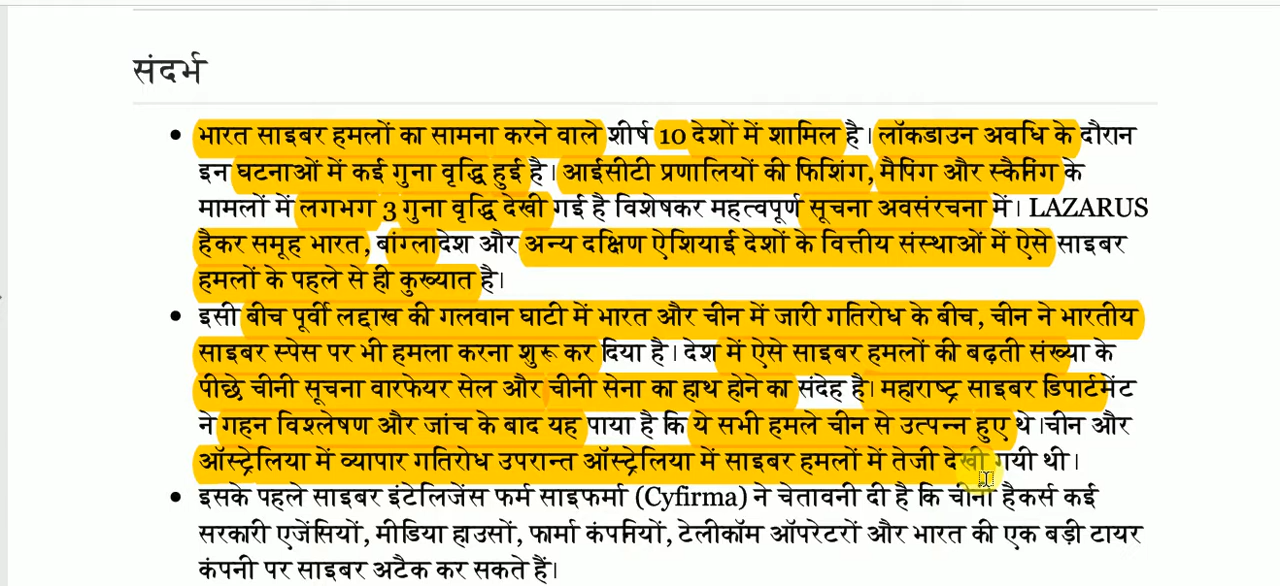 संदर्भ
• भारत साइबर हमलों का सामना करने वाले शीर्ष 10 देशों में शामिल है। लॉकडाउन अवधि के दौरान
इन घटनाओं में कई गुना वृद्धि हुई है। आईसीटी प्रणालियों की फिशिंग, मैपिंग और स्कैनिंग के
मामलों में लगभग 3 गुना वृद्धि देखी गई है विशेषकर महत्वपूर्ण सूचना अवसंरचना में। LAZARUS
हैकर समूह भारत, बांग्लादेश और अन्य दक्षिण ऐशियाई देशों के वित्तीय संस्थाओं में ऐसे साइबर
हमलों के पहले से ही कुख्यात है।
• इसी बीच पूर्वी लद्दाख की गलवान घाटी में भारत और चीन में जारी गतिरोध के बीच, चीन ने भारतीय
साइबर स्पेस पर भी हमला करना शुरू कर दिया है। देश में ऐसे साइबर हमलों की बढ़ती संख्या के
पीछे चीनी सूचना वारफेयर सेल और चीनी सेना का हाथ होने का संदेह है। महाराष्ट्र साइबर डिपार्टमेंट
ने गहन विश्लेषण और जांच के बाद यह पाया है कि ये सभी हमले चीन से उत्पन्न हुए थे।चीन और
ऑस्ट्रेलिया में व्यापार गतिरोध उपरान्त ऑस्ट्रेलिया में साइबर हमलों में तेजी देखी गयी थी।
• इसके पहले साइबर इंटेलिजेंस फर्म साइफर्मा (Cyfirma) ने चेतावनी दी है कि चीनी हैकर्स कई
सरकारी एजेंसियों, मीडिया हाउसों, फार्मा कंपनियों, टेलीकॉम ऑपरेटरों और भारत की एक बड़ी टायर
कंपनी पर साइबर अटैक कर सकते हैं।